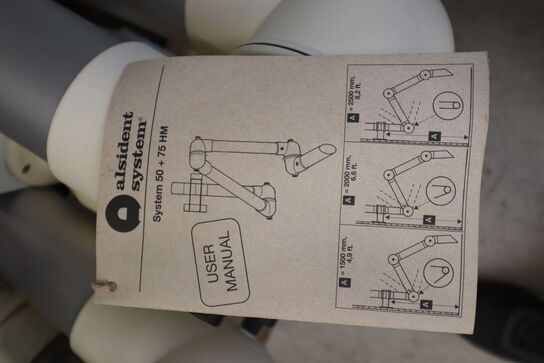 alsident
system®
System 50 + 75 HM
USER
MANUAL
A = 2500 mm,
8,2 ft.
A
A = 2000 mm,
6,6 ft.
A
A = 1500 mm,
4,9 ft.
A